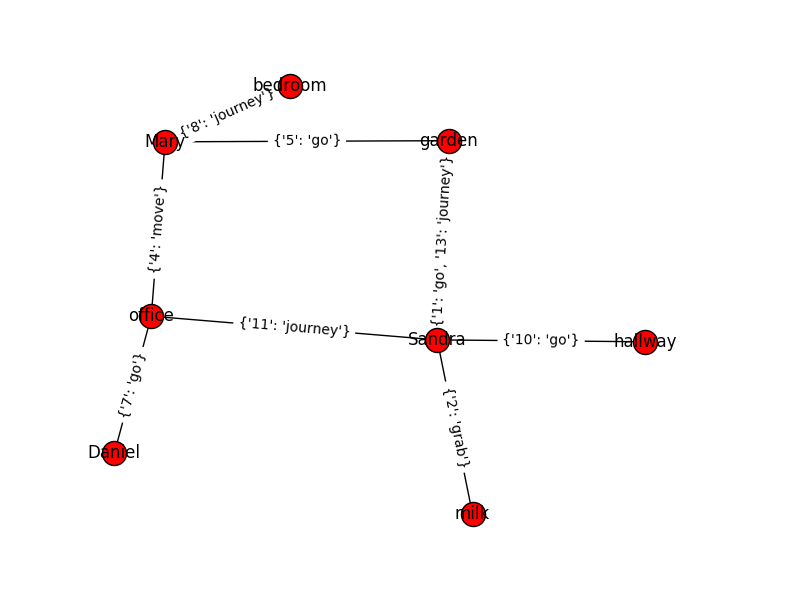 bedroom
{'8': 'journey'}
Mary
{'5': 'go'}
garden
{'4': 'move'}
{'1': 'go', '13': 'journey'}
office
{'11': 'journey'}
Sandra
{'10': 'go'}
hallway
{'7': 'go'}
{'2': 'grab'}
Daniel
milk